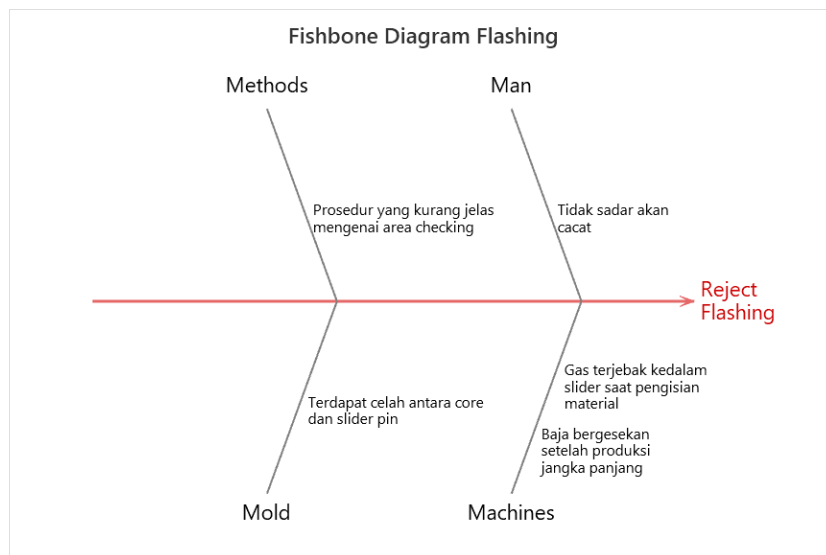 Fishbone Diagram Flashing
Methods
Man
Prosedur yang kurang jelas
mengenai area checking
Tidak sadar akan
cacat
Reject
Flashing
Terdapat celah antara core
dan slider pin
Gas terjebak kedalam
slider saat pengisian
material
Baja bergesekan
setelah produksi
jangka panjang
Mold
Machines